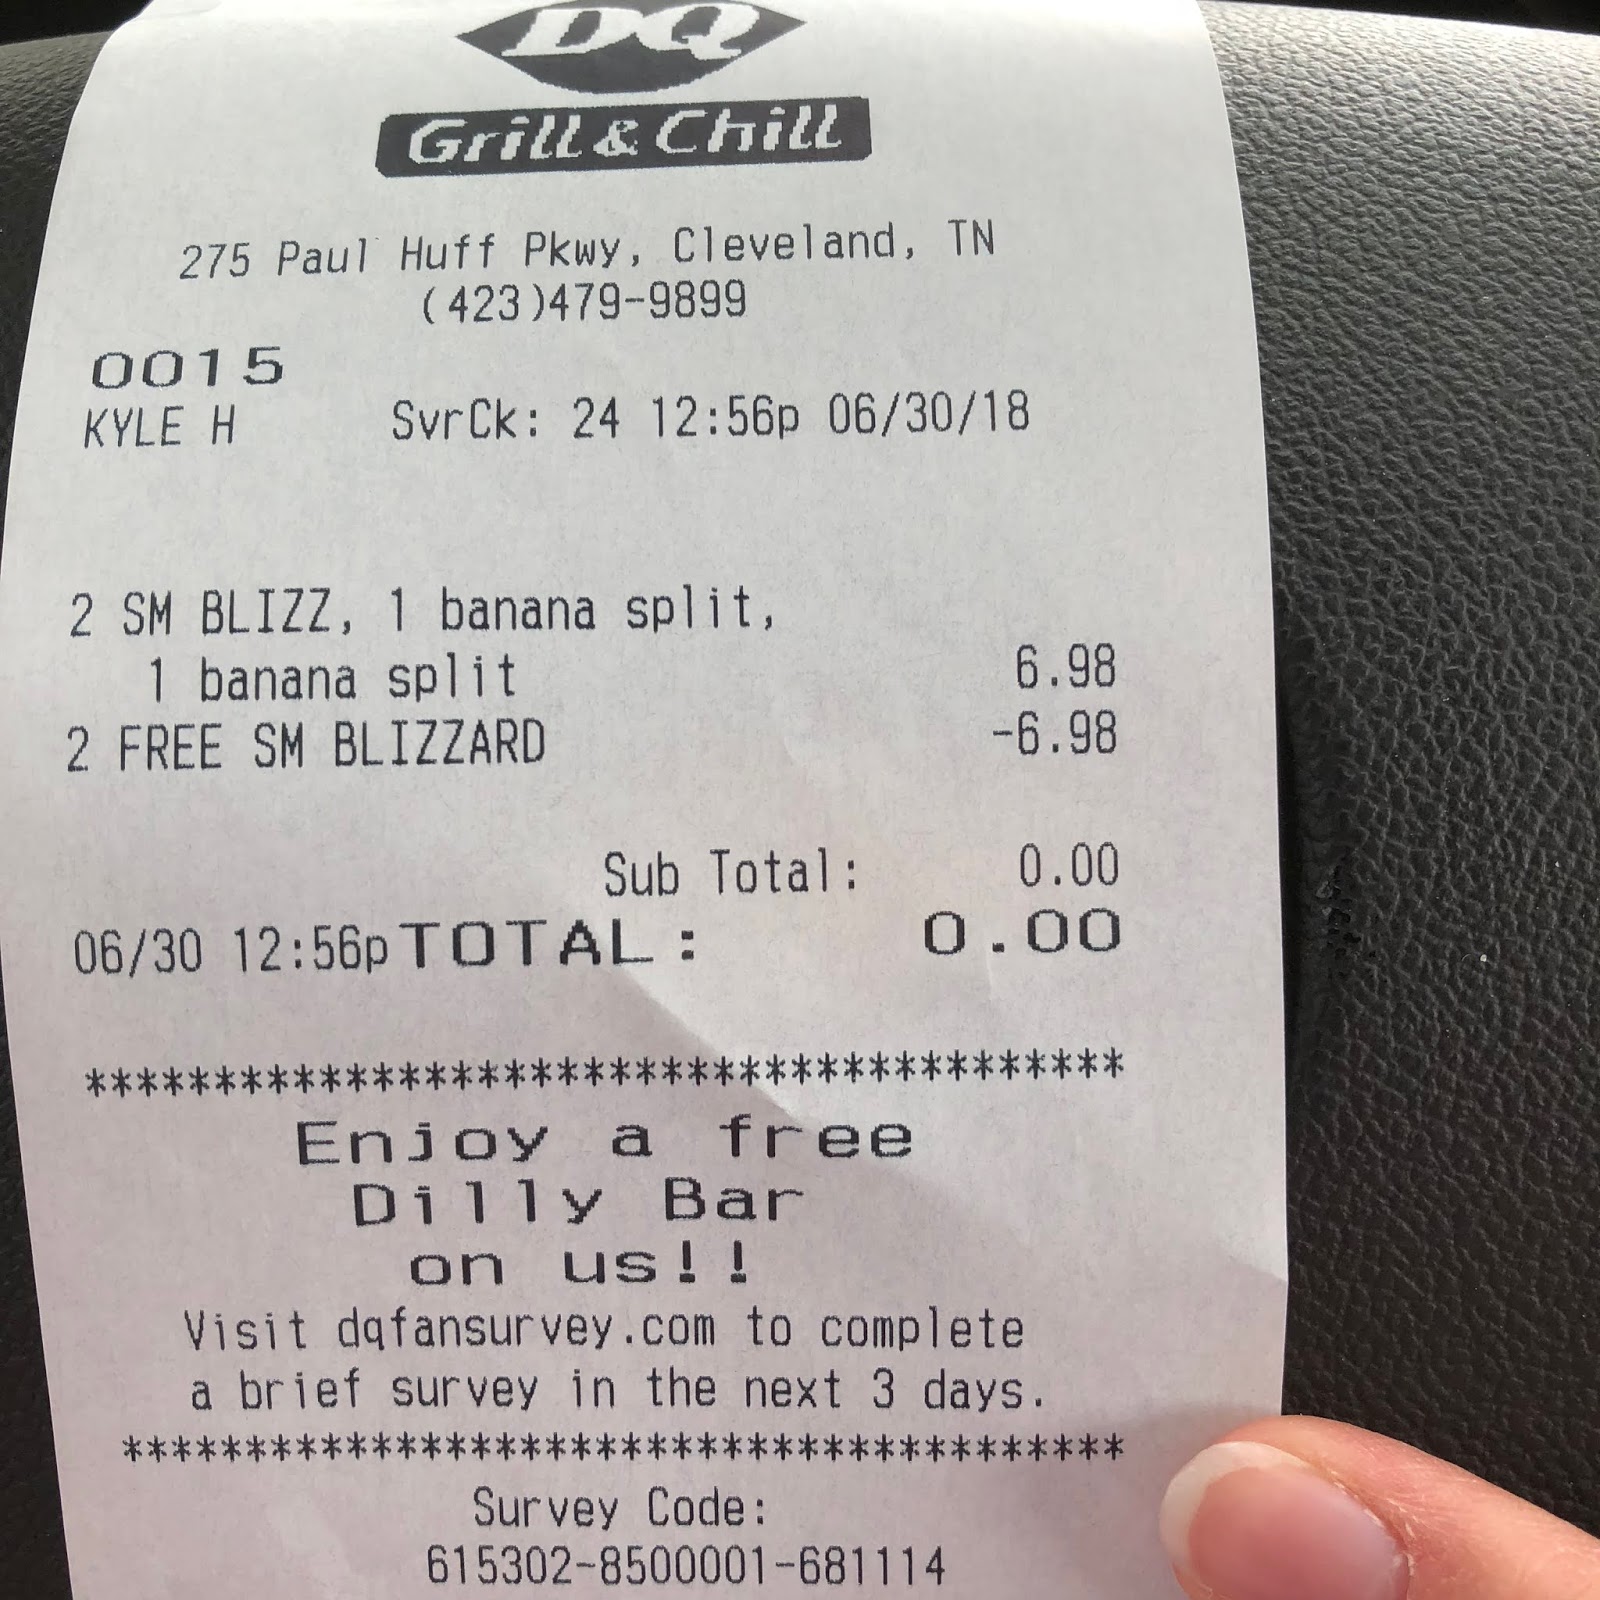 DQ
Grill & Chill
275 Paul Huff Pkwy, Cleveland, TN
(423)479-9899
0015
KYLE H SvrCk: 24 12:56p 06/30/18
2 SM BLIZZ, 1 banana split,
1 banana split 6.98
2 FREE SM BLIZZARD -6.98
Sub Total: 0.00
06/30 12:56p TOTAL: 0.00
****************************************
Enjoy a free
Dilly Bar
on us!!
Visit dqfansurvey.com to complete
a brief survey in the next 3 days.
****************************************
Survey Code:
615302-8500001-681114